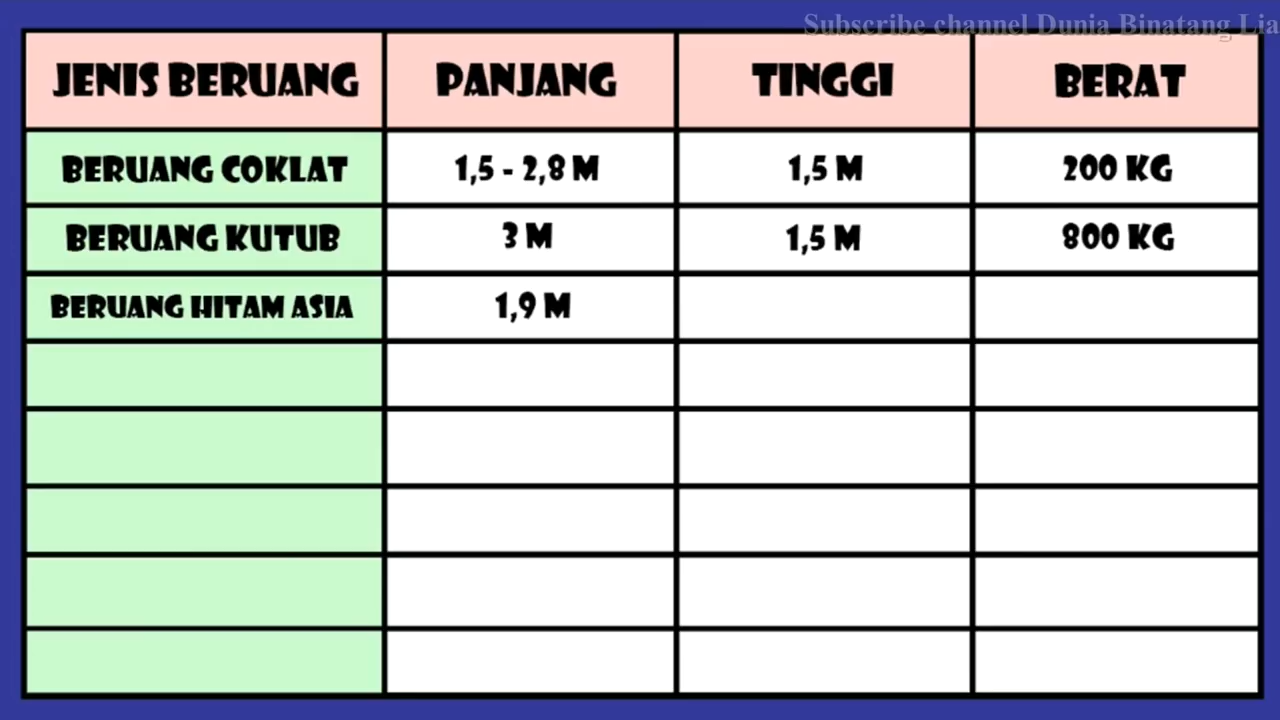 Subscribe channel Dunia Binatang Lia
JENIS BERUANG PANJANG TINGGI BERAT
BERUANG COKLAT 1,5 - 2,8 M 1,5 M 200 KG
BERUANG KUTUB 3 M 1,5 M 800 KG
BERUANG HITAM ASIA 1,9 M